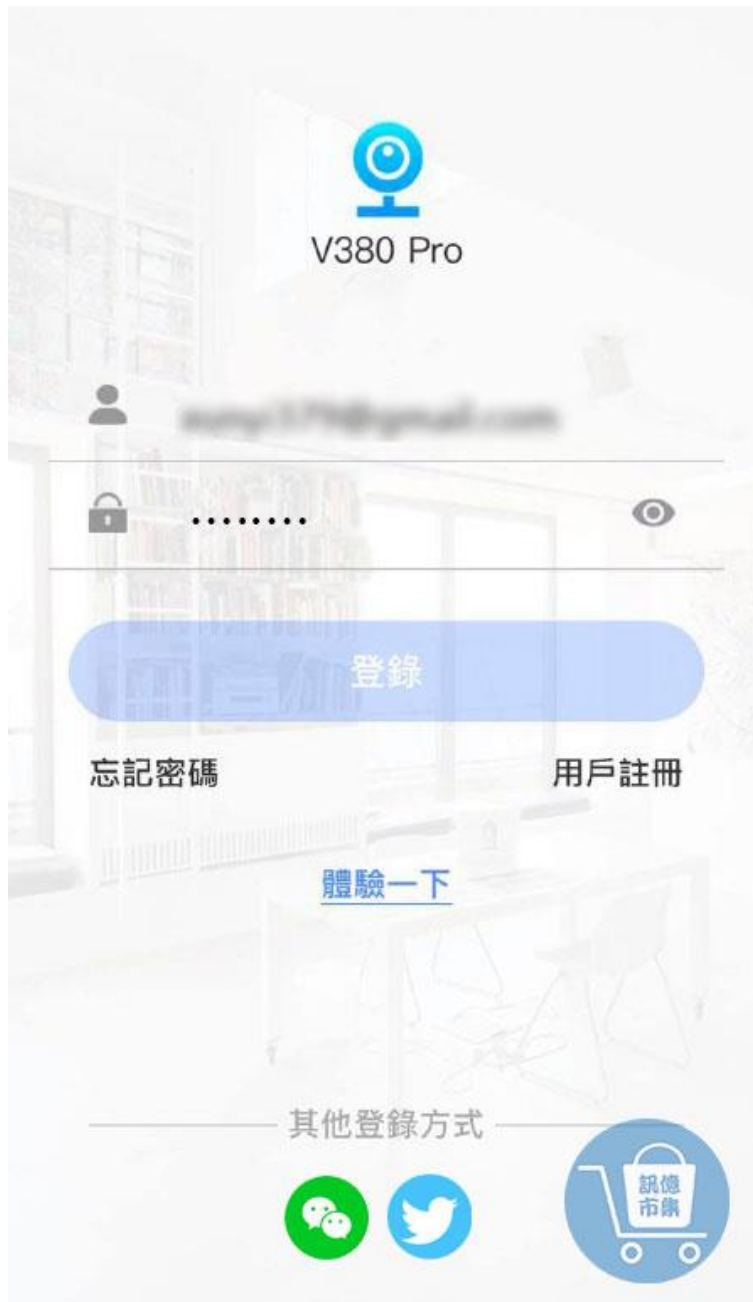 V380 Pro
........
登錄
忘記密碼
用戶註冊
體驗一下
其他登錄方式
訊億
市集